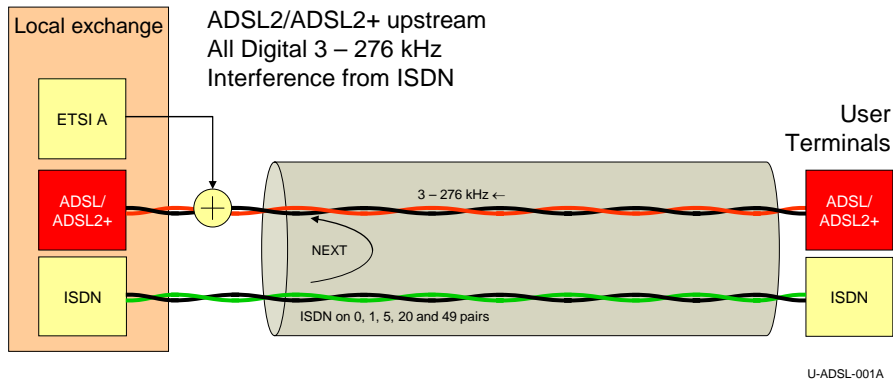 Local exchange
ADSL2/ADSL2+ upstream
All Digital 3 – 276 kHz
Interference from ISDN
ETSI A
User
Terminals
ADSL/
ADSL2+
3 – 276 kHz ←
ADSL/
ADSL2+
NEXT
ISDN
ISDN
ISDN on 0, 1, 5, 20 and 49 pairs
U-ADSL-001A